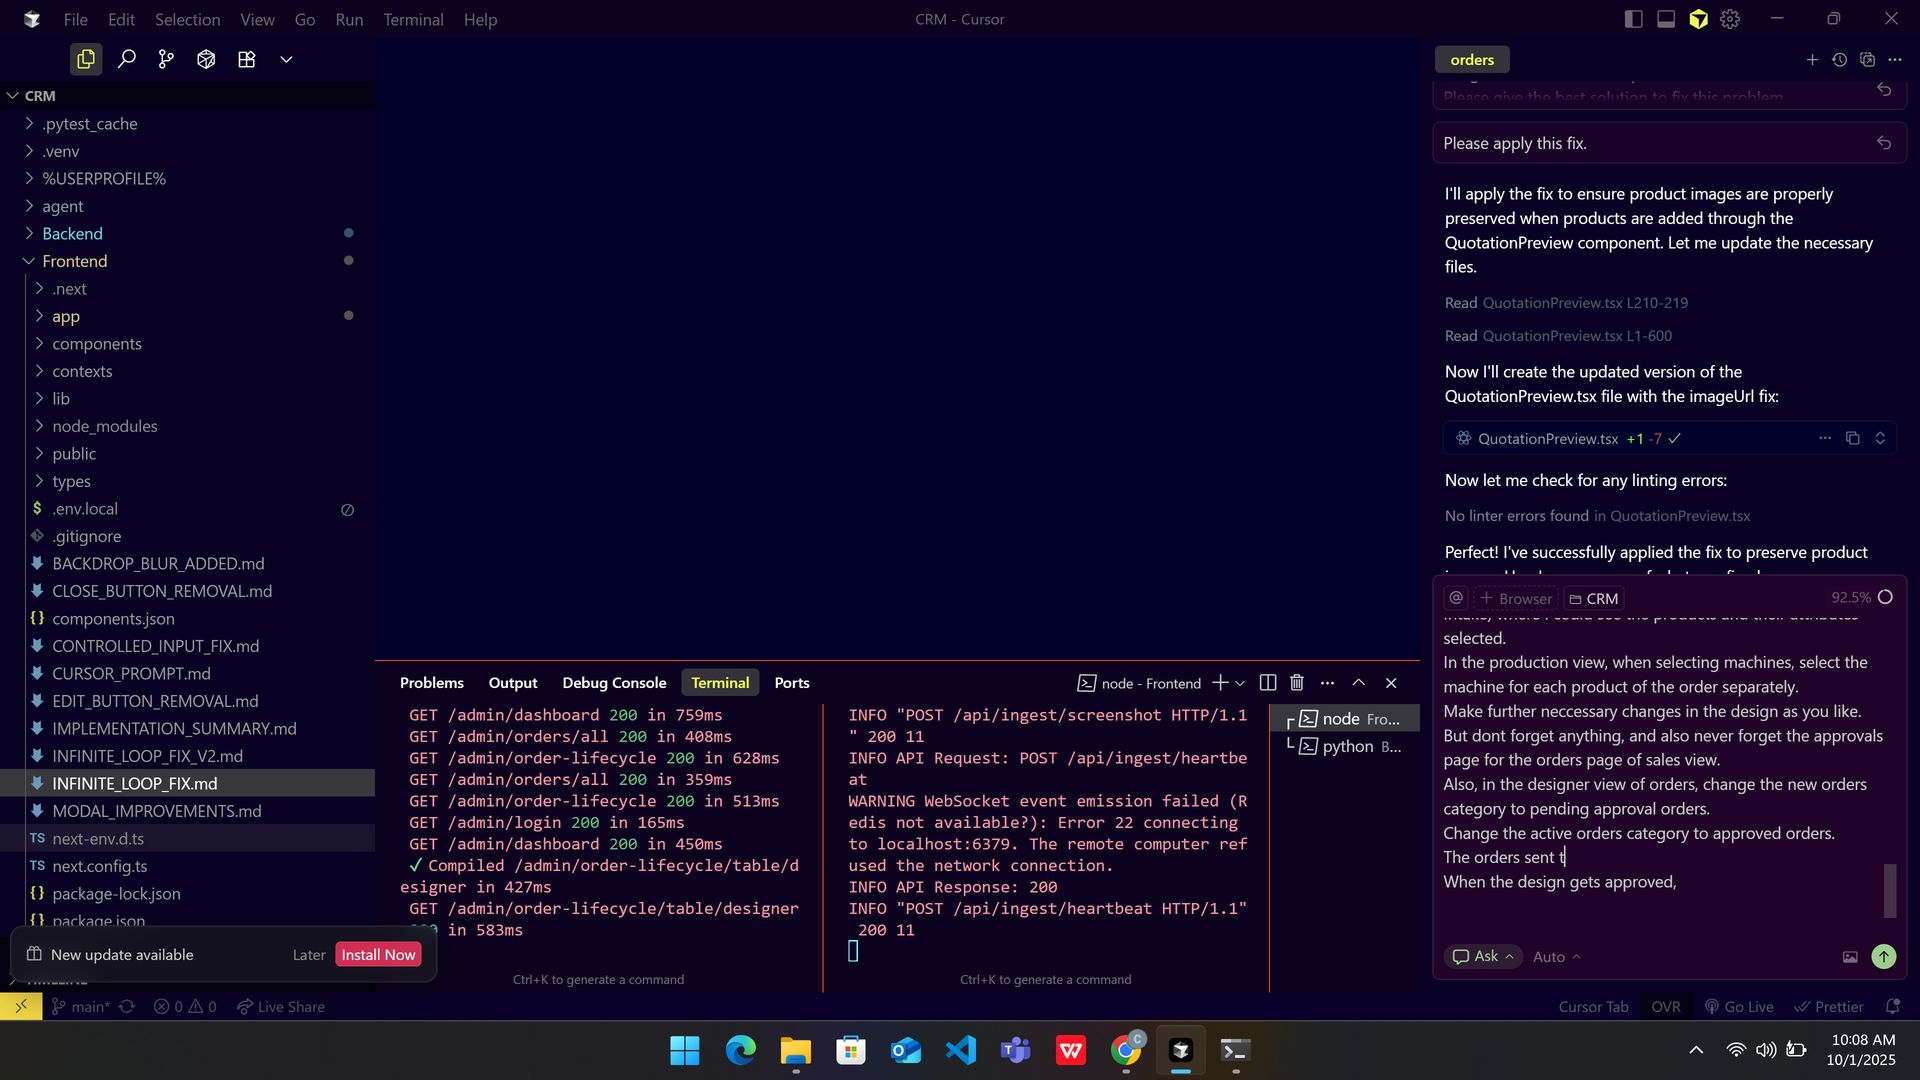 File Edit Selection View Go Run Terminal Help
CRM - Cursor
CRM
.pytest_cache
.venv
%USERPROFILE%
agent
Backend
Frontend
.next
app
components
contexts
lib
node_modules
public
types
$ .env.local
.gitignore
BACKDROP_BLUR_ADDED.md
CLOSE_BUTTON_REMOVAL.md
{} components.json
CONTROLLED_INPUT_FIX.md
CURSOR_PROMPT.md
EDIT_BUTTON_REMOVAL.md
IMPLEMENTATION_SUMMARY.md
INFINITE_LOOP_FIX_V2.md
INFINITE_LOOP_FIX.md
MODAL_IMPROVEMENTS.md
TS next-env.d.ts
TS next.config.ts
{} package-lock.json
{} package.json
New update available Later Install Now
TIMELINE
main* 0 0 Live Share
Problems Output Debug Console Terminal Ports
node - Frontend
GET /admin/dashboard 200 in 759ms
GET /admin/orders/all 200 in 408ms
GET /admin/order-lifecycle 200 in 628ms
GET /admin/orders/all 200 in 359ms
GET /admin/order-lifecycle 200 in 513ms
GET /admin/login 200 in 165ms
GET /admin/dashboard 200 in 450ms
✓ Compiled /admin/order-lifecycle/table/d
esigner in 427ms
GET /admin/order-lifecycle/table/designer
in 583ms
Ctrl+K to generate a command
INFO "POST /api/ingest/screenshot HTTP/1.1
" 200 11
INFO API Request: POST /api/ingest/heartbe
at
WARNING WebSocket event emission failed (R
edis not available?): Error 22 connecting
to localhost:6379. The remote computer ref
used the network connection.
INFO API Response: 200
INFO "POST /api/ingest/heartbeat HTTP/1.1"
200 11
Ctrl+K to generate a command
node Fro...
python B...
orders
Please give the best solution to fix this problem
Please apply this fix.
I'll apply the fix to ensure product images are properly
preserved when products are added through the
QuotationPreview component. Let me update the necessary
files.
Read QuotationPreview.tsx L210-219
Read QuotationPreview.tsx L1-600
Now I'll create the updated version of the
QuotationPreview.tsx file with the imageUrl fix:
QuotationPreview.tsx +1 -7
Now let me check for any linting errors:
No linter errors found in QuotationPreview.tsx
Perfect! I've successfully applied the fix to preserve product
@ + Browser CRM 92.5%
intake, where I could see the products and their attributes
selected.
In the production view, when selecting machines, select the
machine for each product of the order separately.
Make further neccessary changes in the design as you like.
But dont forget anything, and also never forget the approvals
page for the orders page of sales view.
Also, in the designer view of orders, change the new orders
category to pending approval orders.
Change the active orders category to approved orders.
The orders sent t
When the design gets approved,
Ask Auto
Cursor Tab OVR Go Live Prettier
10:08 AM
10/1/2025